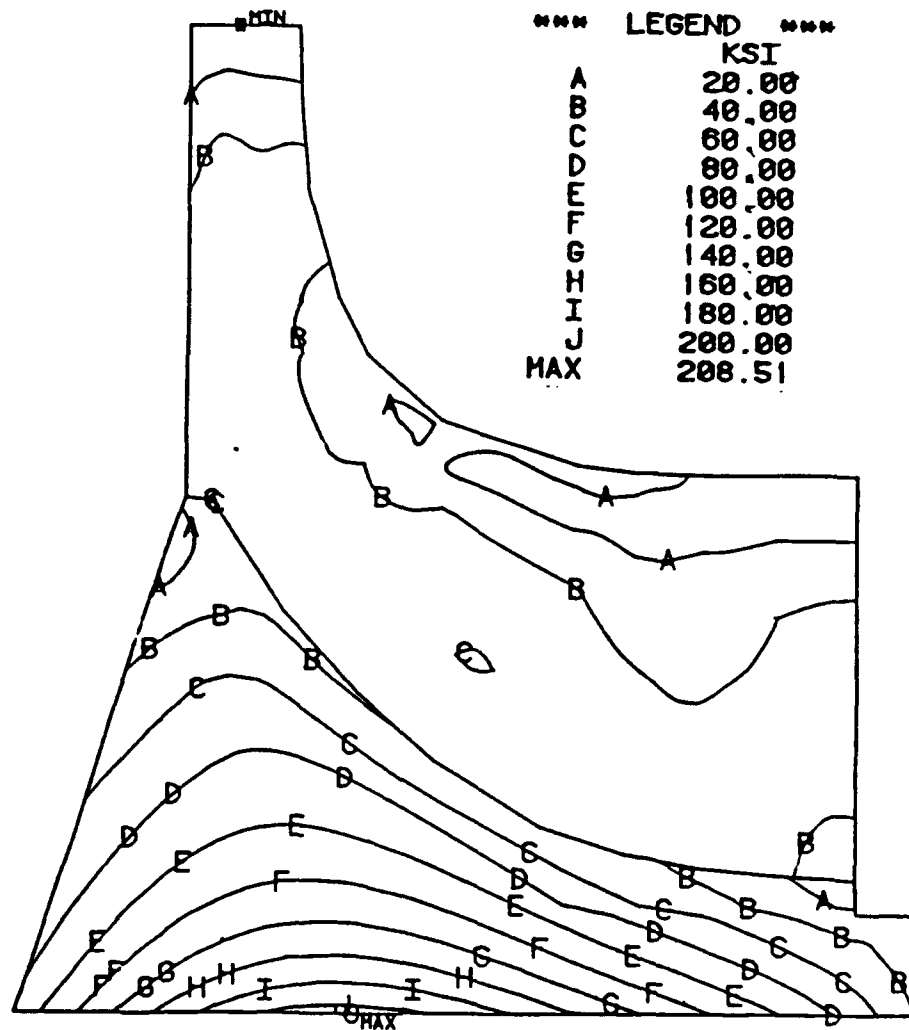 MIN
*** LEGEND ***
KSI
A 20.00
B 40.00
C 60.00
D 80.00
E 100.00
F 120.00
G 140.00
H 160.00
I 180.00
J 200.00
MAX 208.51
A
B
B
A
B
A
C
A
A
A
B
B
B
B
C
C
C
D
D
D
B
E
C
E
F
D
B
E
C
B
A
F
D
B
E
F
G
H
C
E
D
C
F
G
H
I
I
H
G
F
E
D
B
J
MAX